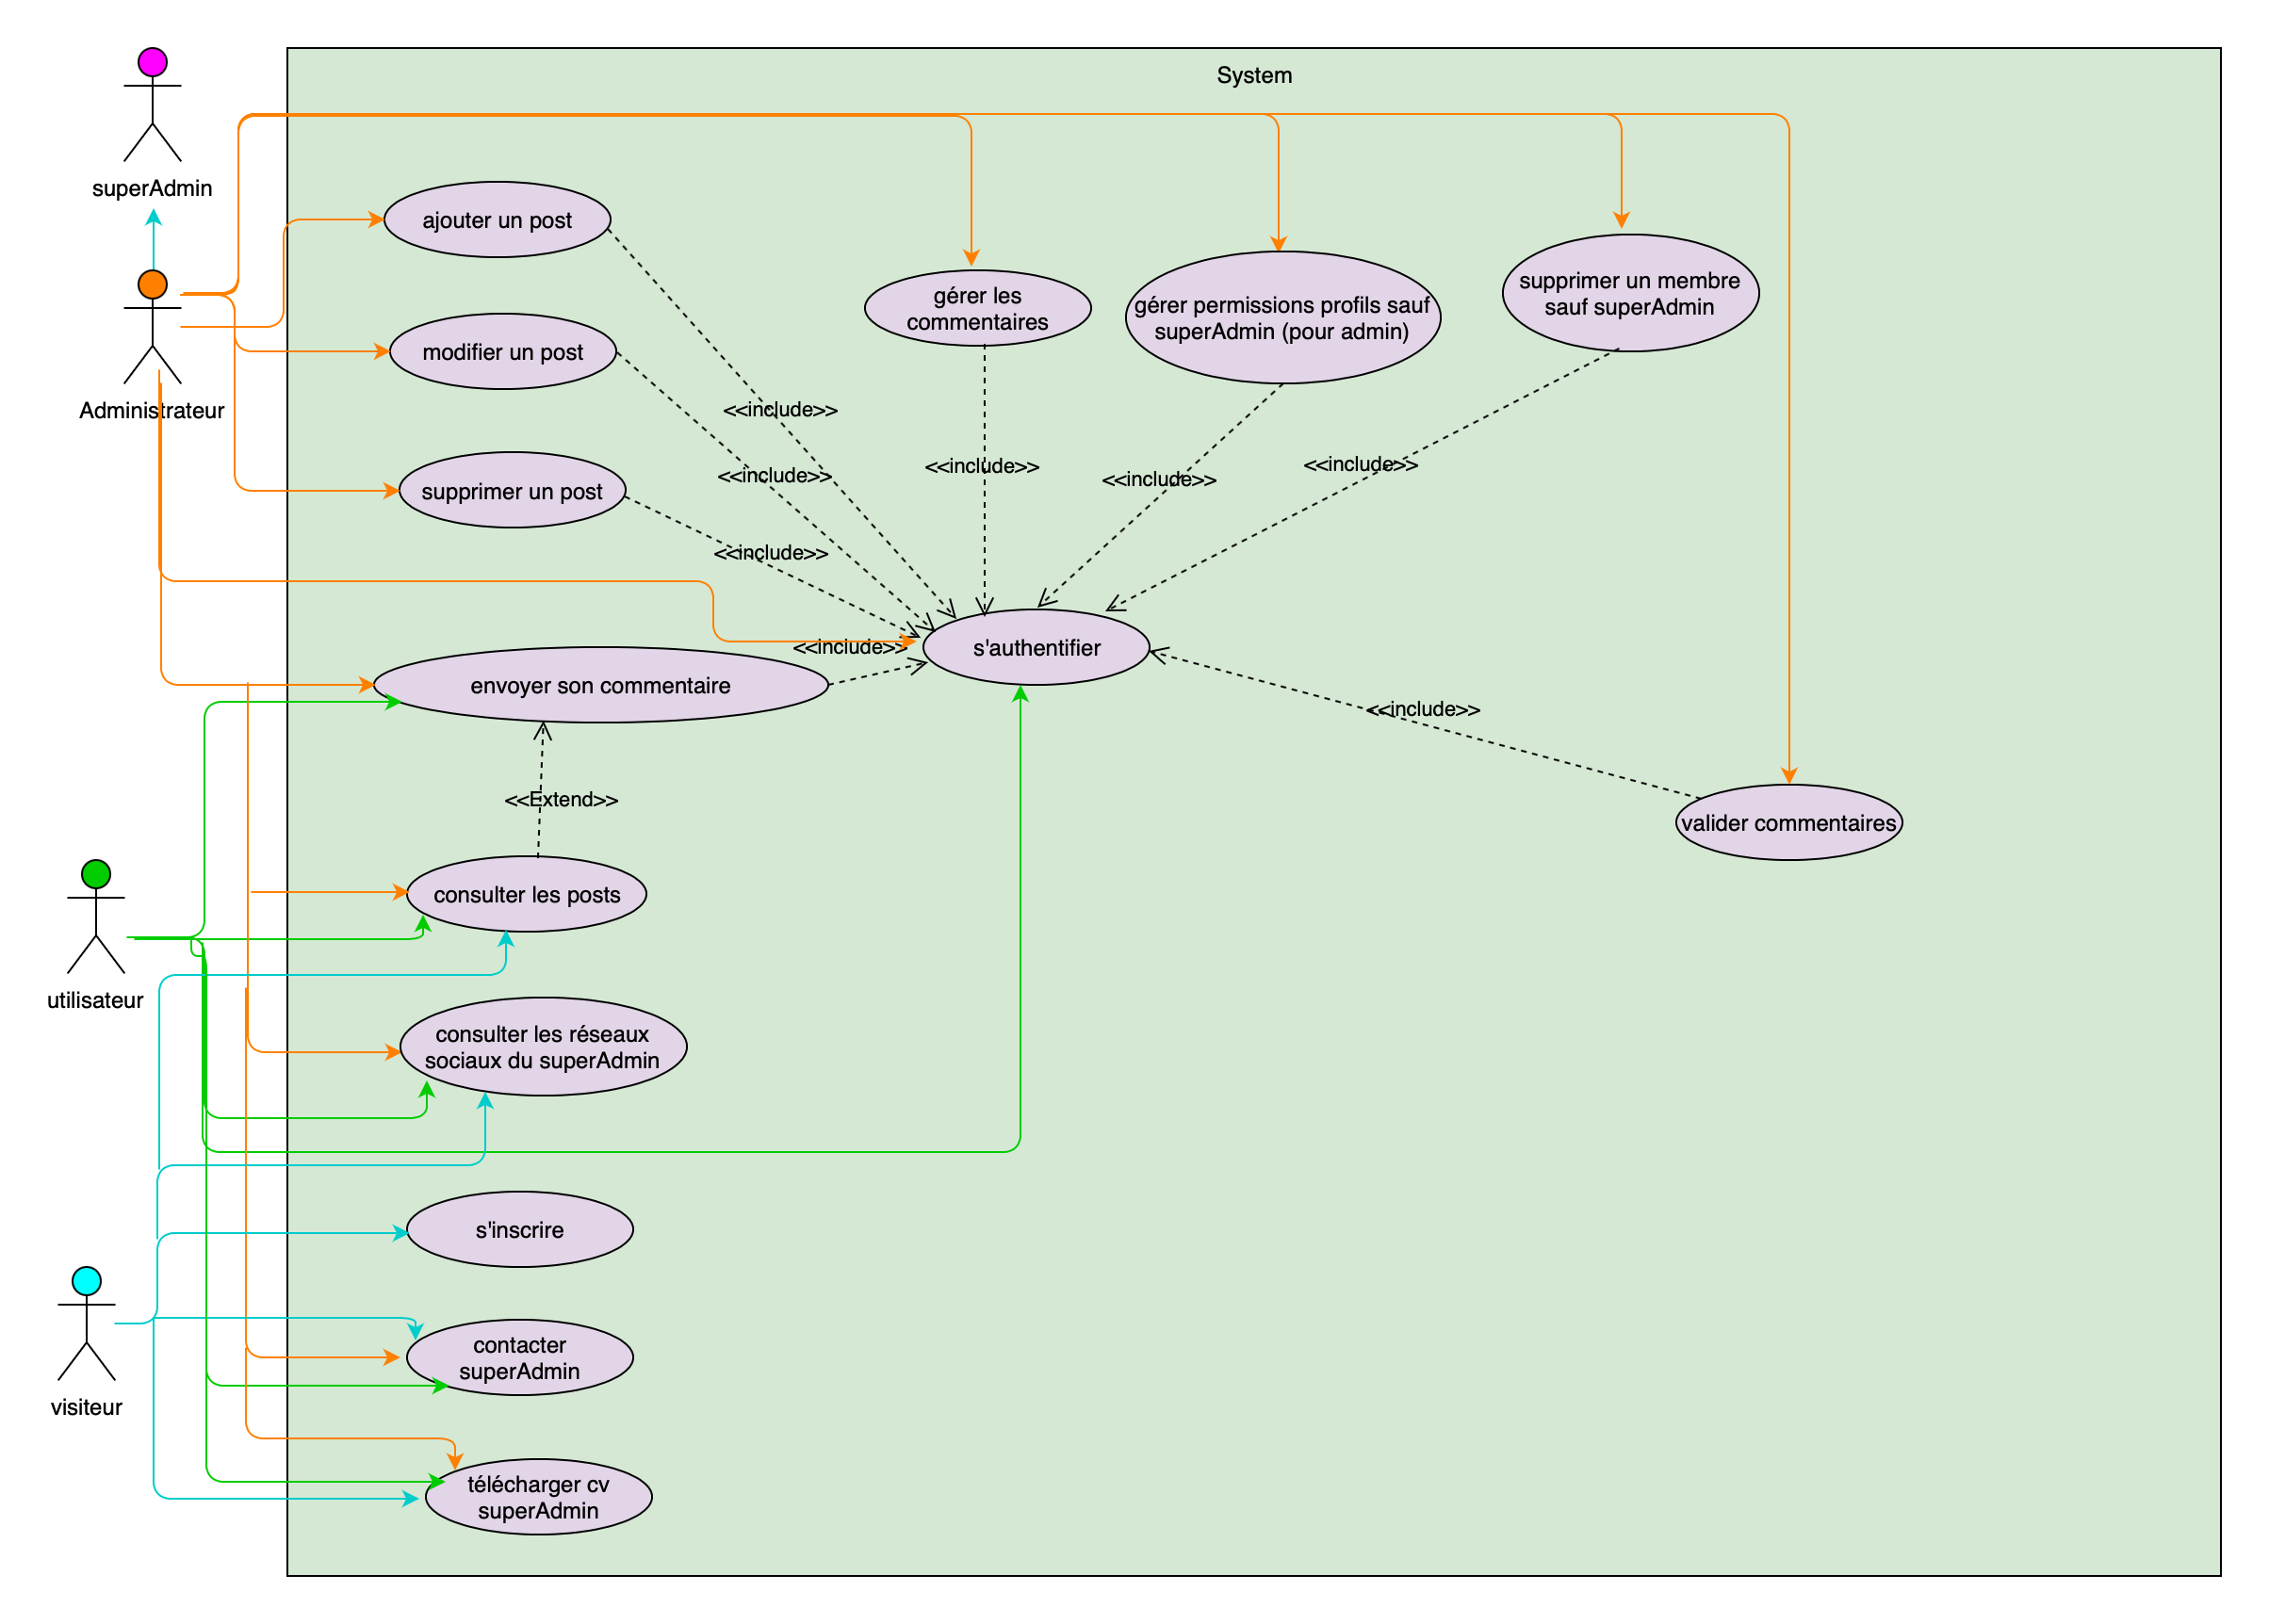 System
superAdmin
ajouter un post
supprimer un membre
sauf superAdmin
gérer les
commentaires
gérer permissions profils sauf
superAdmin (pour admin)
modifier un post
Administrateur
<<include>>
<<include>>
<<include>>
<<include>>
<<include>>
supprimer un post
<<include>>
s'authentifier
<<include>>
envoyer son commentaire
<<include>>
<<Extend>>
valider commentaires
consulter les posts
utilisateur
consulter les réseaux
sociaux du superAdmin
s'inscrire
contacter
superAdmin
visiteur
télécharger cv
superAdmin